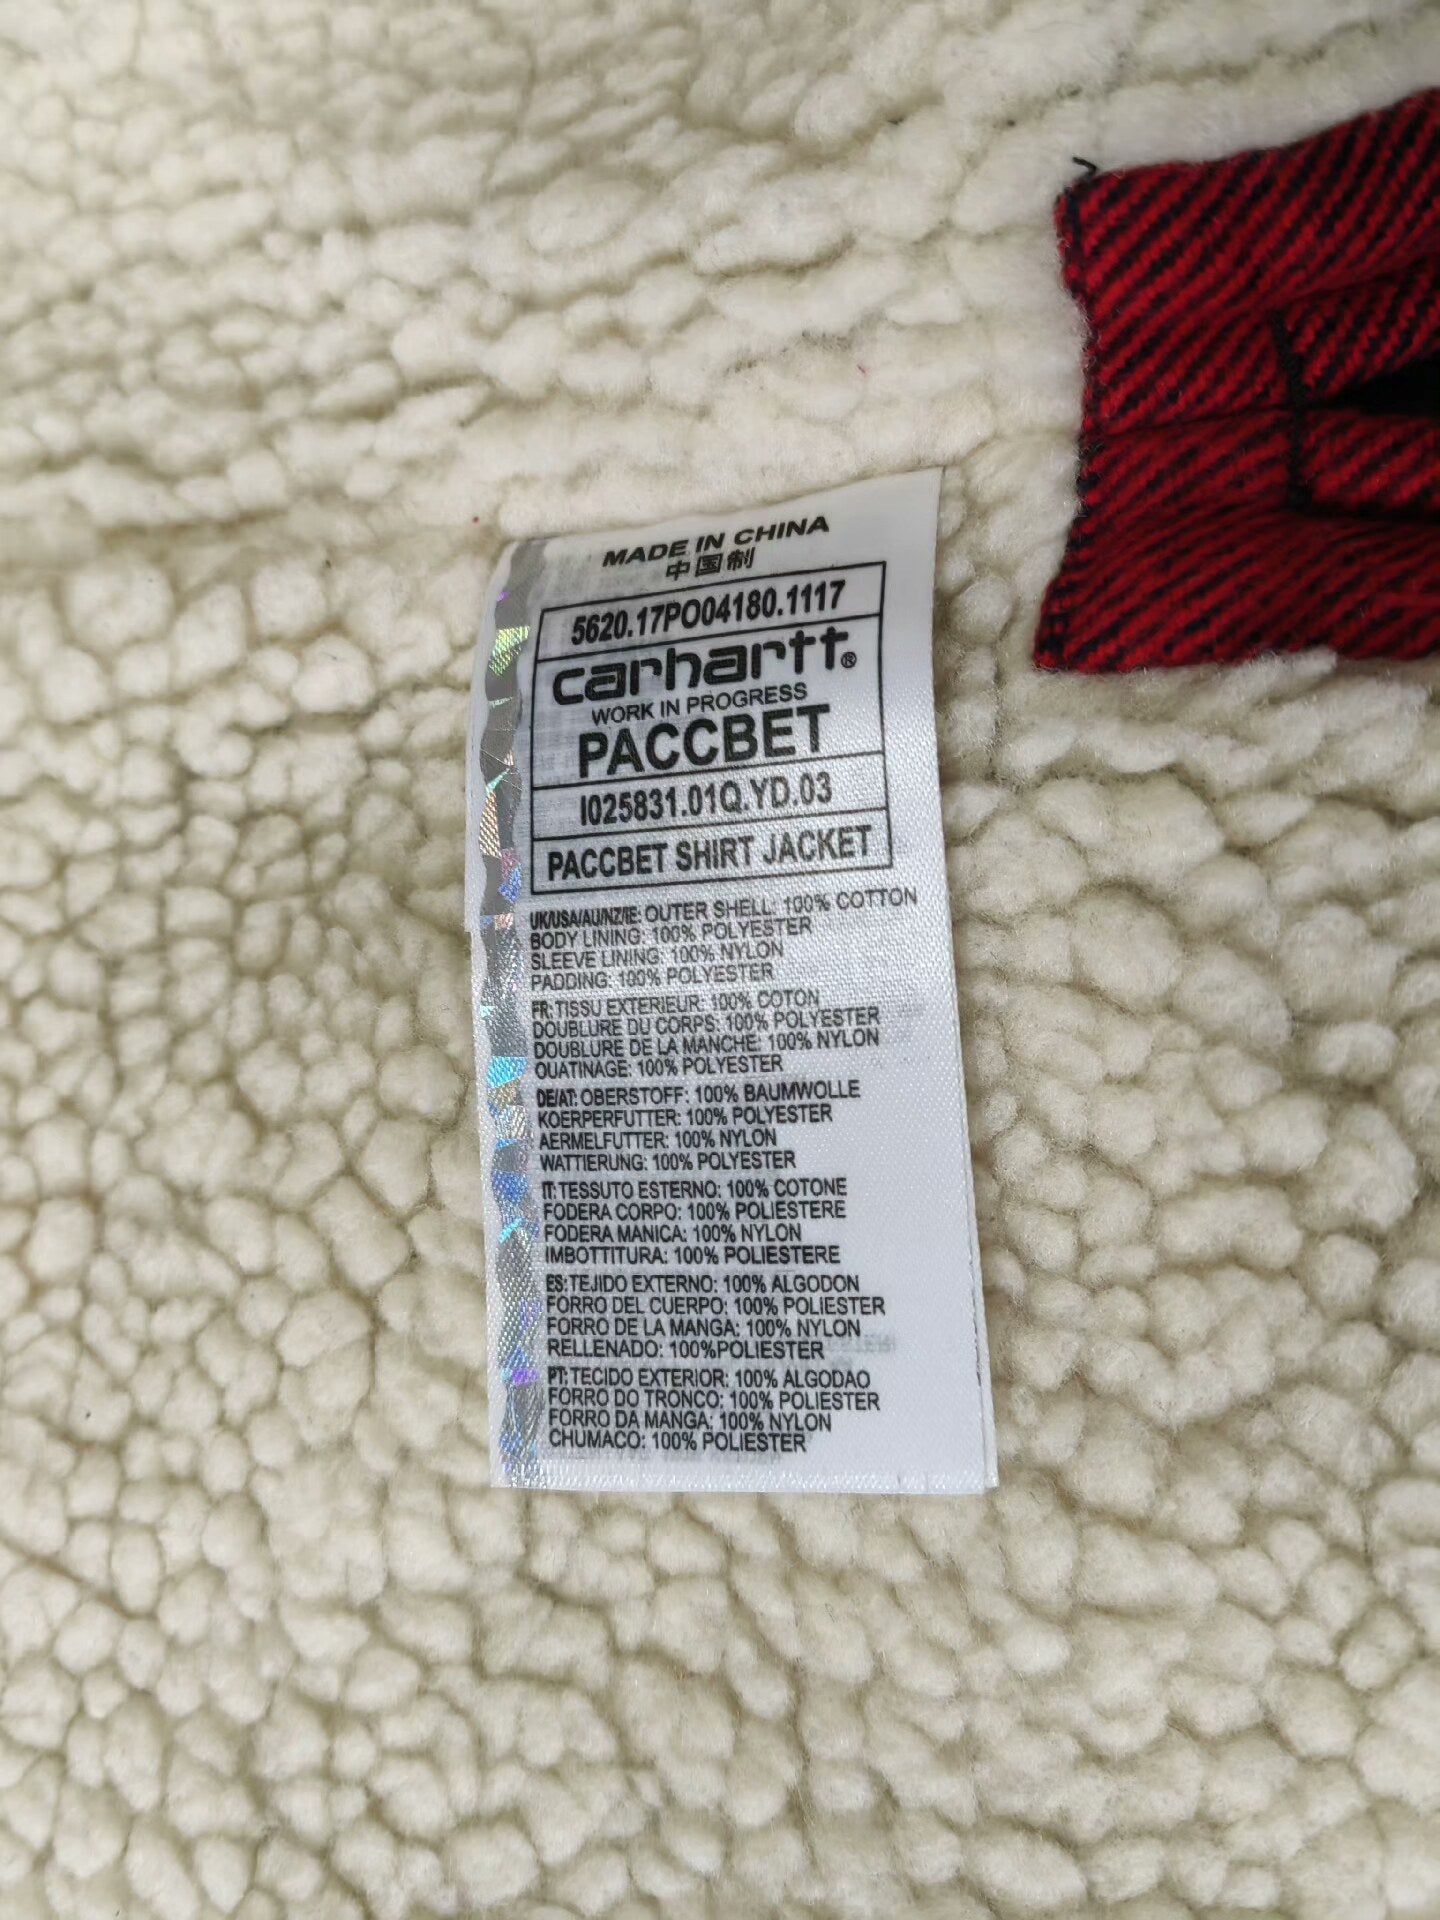 MADE IN CHINA
中国制
5620.17PO04180.1117
carhartt®
WORK IN PROGRESS
PACCBET
I025831.01Q.YD.03
PACCBET SHIRT JACKET
UK/USA/AU/NZ/IE: OUTER SHELL: 100% COTTON
BODY LINING: 100% POLYESTER
SLEEVE LINING: 100% NYLON
PADDING: 100% POLYESTER
FR: TISSU EXTERIEUR: 100% COTON
DOUBLURE DU CORPS: 100% POLYESTER
DOUBLURE DE LA MANCHE: 100% NYLON
OUATINAGE: 100% POLYESTER
DE/AT: OBERSTOFF: 100% BAUMWOLLE
KOERPERFUTTER: 100% POLYESTER
AERMELFUTTER: 100% NYLON
WATTIERUNG: 100% POLYESTER
IT: TESSUTO ESTERNO: 100% COTONE
FODERA CORPO: 100% POLIESTERE
FODERA MANICA: 100% NYLON
IMBOTTITURA: 100% POLIESTERE
ES: TEJIDO EXTERNO: 100% ALGODON
FORRO DEL CUERPO: 100% POLIESTER
FORRO DE LA MANGA: 100% NYLON
RELLENADO: 100%POLIESTER
PT: TECIDO EXTERIOR: 100% ALGODAO
FORRO DO TRONCO: 100% POLIESTER
FORRO DA MANGA: 100% NYLON
CHUMACO: 100% POLIESTER